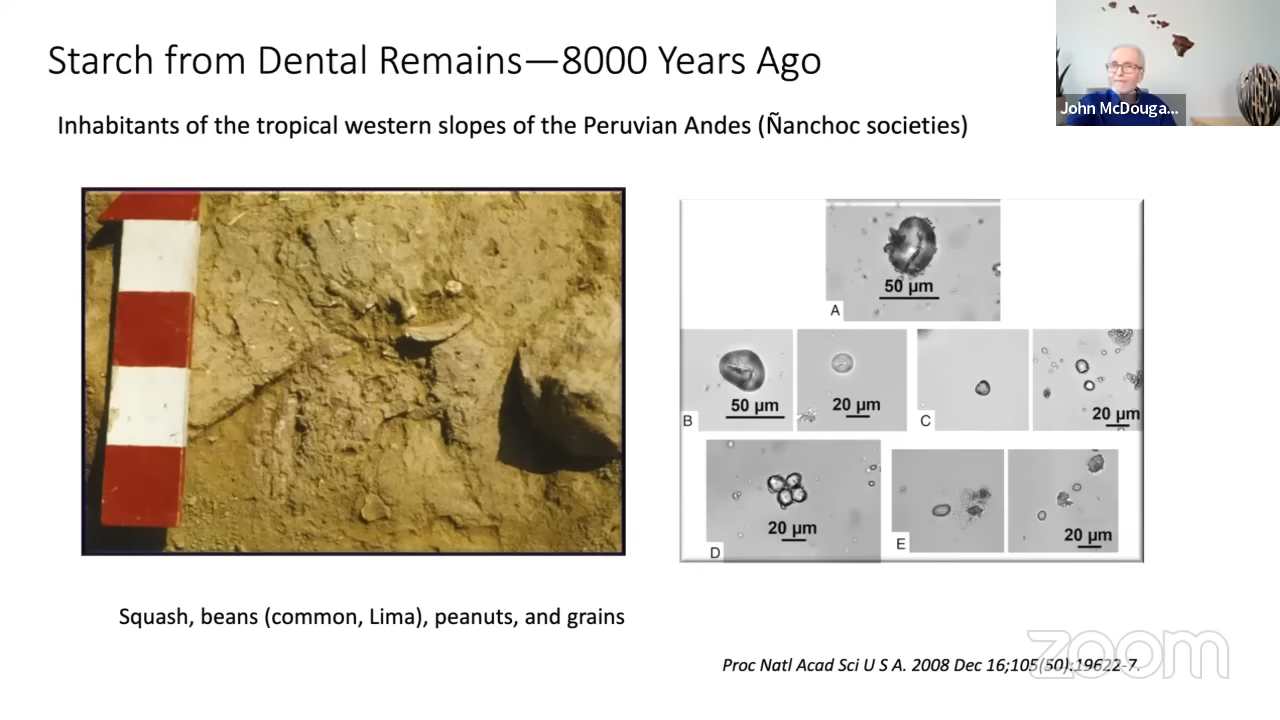 Starch from Dental Remains—8000 Years Ago
John McDouga...
Inhabitants of the tropical western slopes of the Peruvian Andes (Ñanchoc societies)
50 µm
A
50 µm
20 µm
B
C
20 µm
20 µm
D
E
20 µm
Squash, beans (common, Lima), peanuts, and grains
Proc Natl Acad Sci U S A. 2008 Dec 16;105(50):19622-7.
zoom